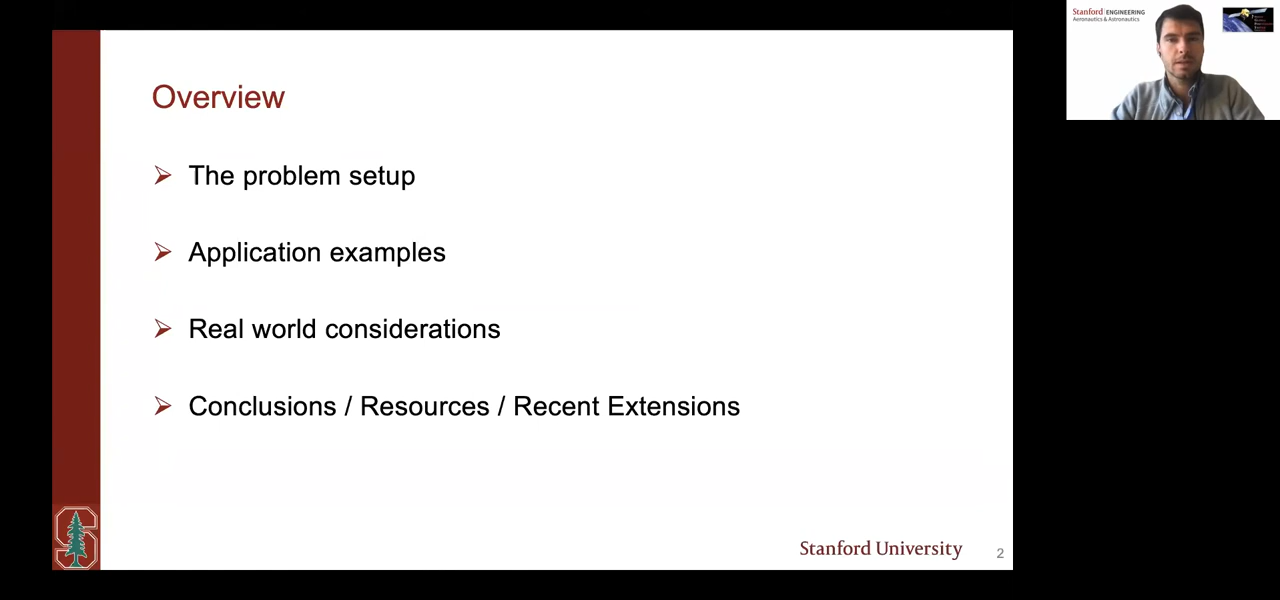 Overview
The problem setup
Application examples
Real world considerations
Conclusions / Resources / Recent Extensions
Stanford University
2
Stanford ENGINEERING
Aeronautics & Astronautics